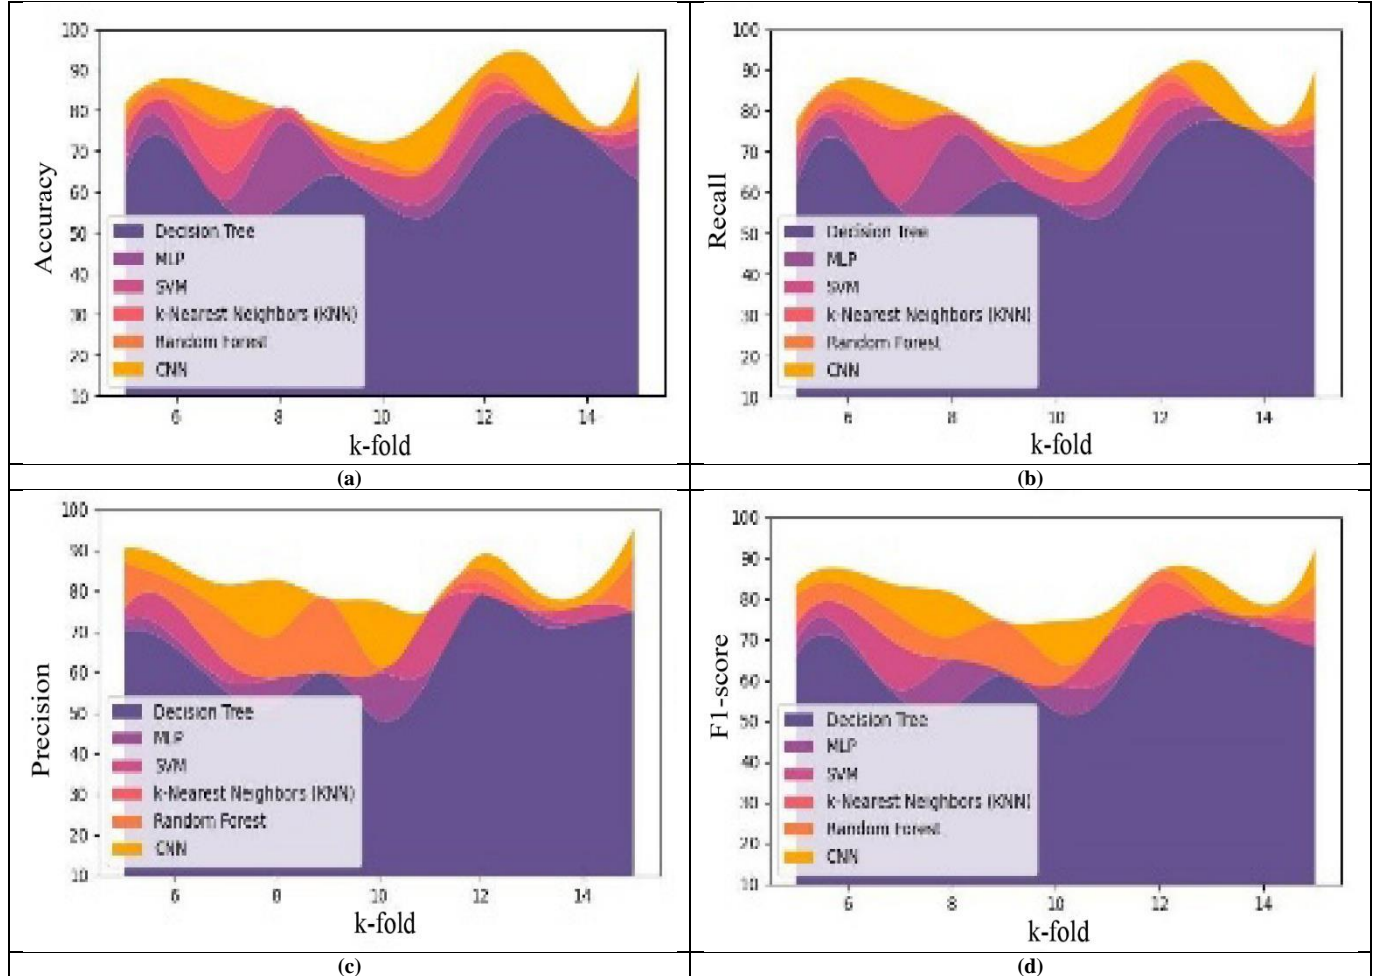 100
90
80
70
60
50
40
30
20
10
Accuracy
Decision Tree
MLP
SVM
k-Nearest Neighbors (KNN)
Random Forest
CNN
6 8 10 12 14
k-fold
(a)
100
90
80
70
60
50
40
30
20
10
Recall
Decision Tree
MLP
SVM
k-Nearest Neighbors (KNN)
Random Forest
CNN
6 8 10 12 14
k-fold
(b)
100
90
80
70
60
50
40
30
20
10
Precision
Decision Tree
MLP
SVM
k-Nearest Neighbors (KNN)
Random Forest
CNN
6 8 10 12 14
k-fold
(c)
100
90
80
70
60
50
40
30
20
10
F1-score
Decision Tree
MLP
SVM
k-Nearest Neighbors (KNN)
Random Forest
CNN
6 8 10 12 14
k-fold
(d)